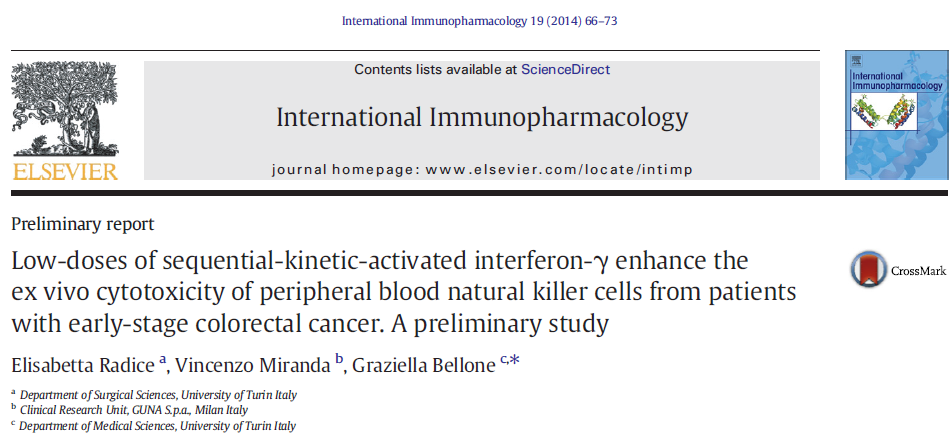 International Immunopharmacology 19 (2014) 66–73
Contents lists available at ScienceDirect
International Immunopharmacology
journal homepage: www.elsevier.com/locate/intimp
ELSEVIER
International
Immunopharmacology
Preliminary report
Low-doses of sequential-kinetic-activated interferon-γ enhance the
ex vivo cytotoxicity of peripheral blood natural killer cells from patients
with early-stage colorectal cancer. A preliminary study
CrossMark
Elisabetta Radice a, Vincenzo Miranda b, Graziella Bellone c,*
a Department of Surgical Sciences, University of Turin Italy
b Clinical Research Unit, GUNA S.p.a., Milan Italy
c Department of Medical Sciences, University of Turin Italy